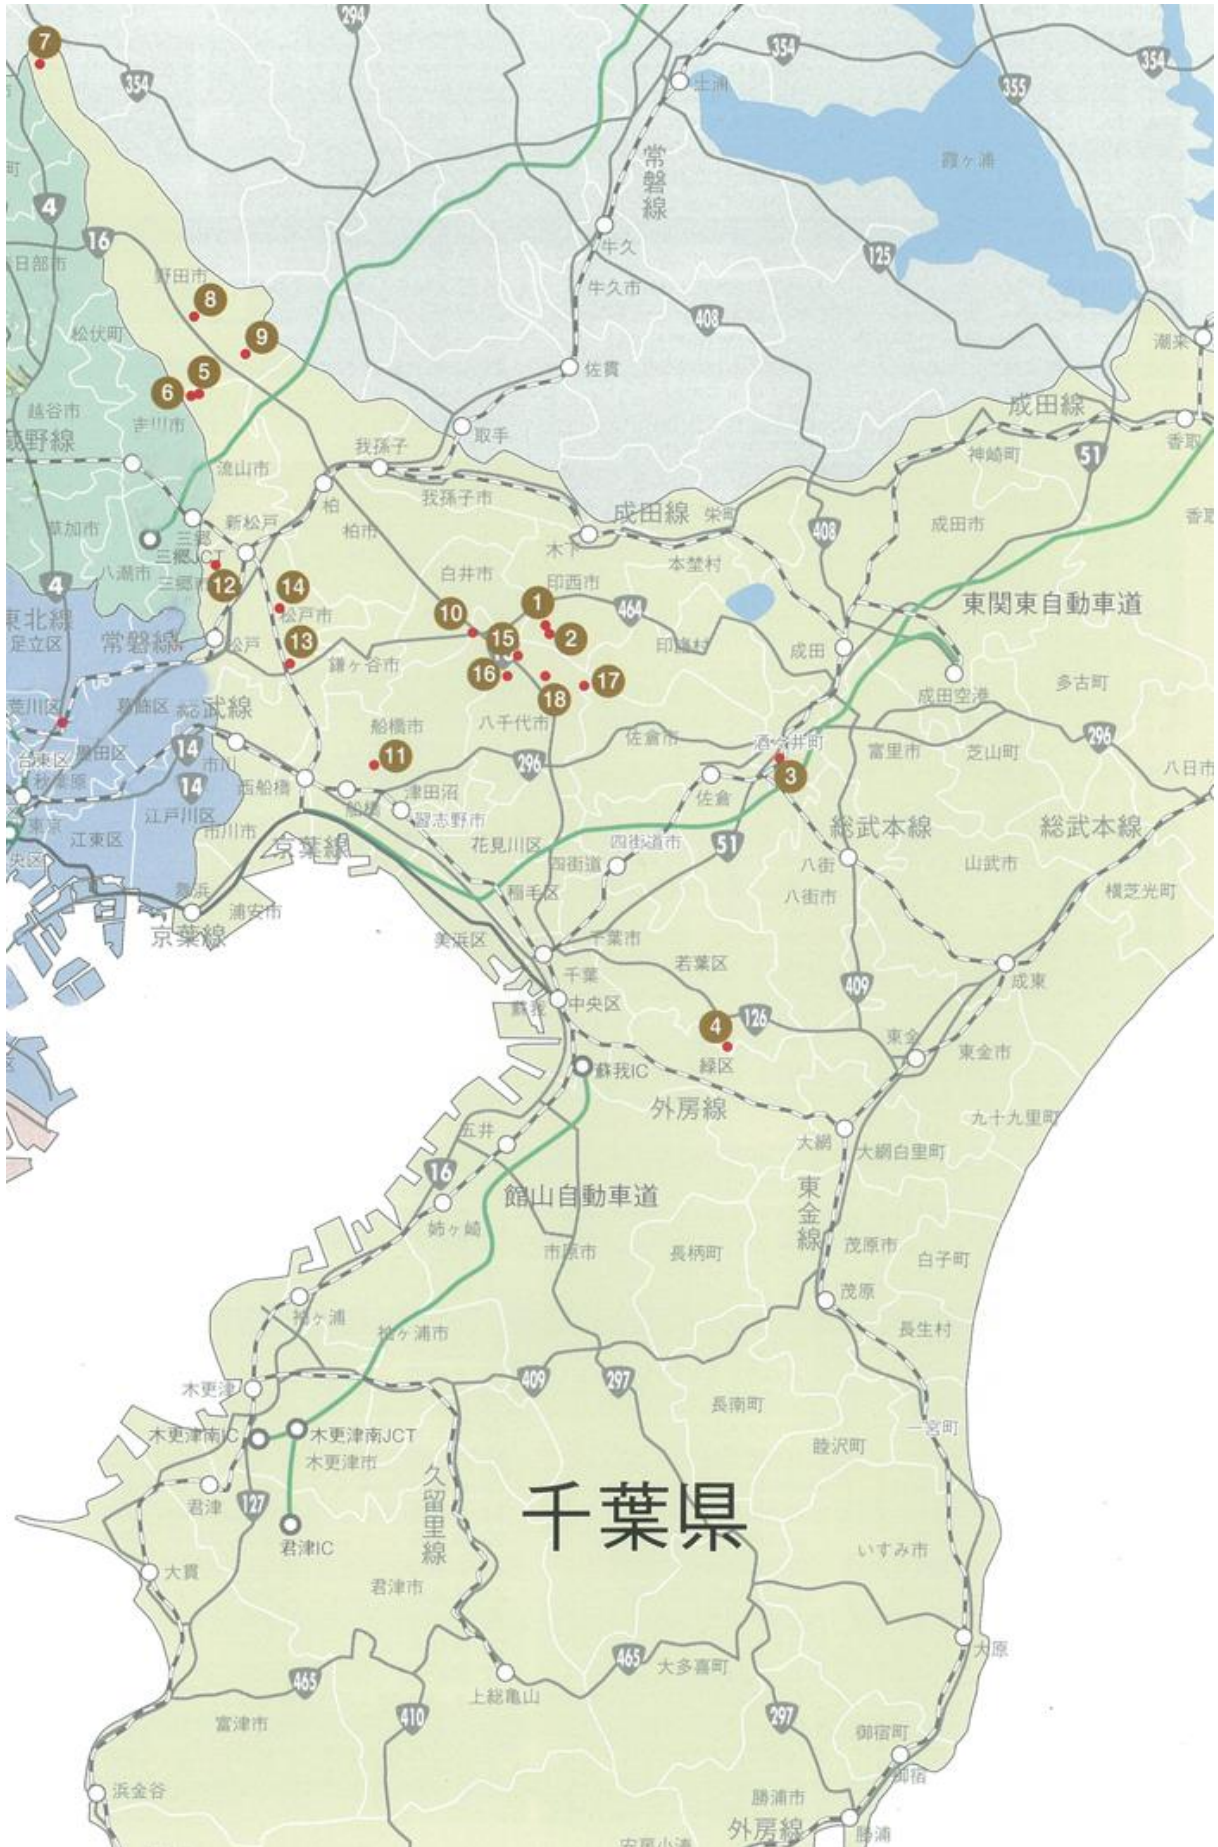 294
7
354
土浦
354
354
355
常磐線
霞ヶ浦
町
4
16
牛久
125
日部市
野田市
牛久市
8
408
松伏町
9
潮来
佐貫
5
6
越谷市
吉川市
成田線
取手
香取
我孫子
神崎町
51
流山市
柏
我孫子市
成田線
栄町
草加市
新松戸
柏市
408
成田市
三郷
木下
三郷JCT
本埜村
八潮市
三郷市
白井市
印西市
4
12
14
1
464
東関東自動車道
東北線
松戸市
10
2
足立区
常磐線
松戸
13
15
印旛村
鎌ヶ谷市
成田
16
17
成田空港
多古町
荒川区
葛飾区
総武線
18
船橋市
八千代市
佐倉市
酒々井町
296
14
富里市
芝山町
台東区
墨田区
市川
11
296
八日市
秋葉原
14
西船橋
3
津田沼
佐倉
東京
江戸川区
船橋
習志野市
総武本線
総武本線
江東区
市川市
四街道市
央区
京葉線
花見川区
四街道
51
八街
山武市
舞浜
稲毛区
八街市
横芝光町
浦安市
京葉線
美浜区
千葉市
千葉
若葉区
成東
409
蘇我
中央区
4
126
東金
東金市
緑区
蘇我IC
外房線
九十九里町
五井
大網
大網白里町
16
館山自動車道
東金線
姉ヶ崎
市原市
長柄町
茂原市
白子町
茂原
袖ヶ浦
袖ヶ浦市
長生村
木更津
409
297
長南町
木更津南IC
木更津南JCT
一宮町
木更津市
睦沢町
久留里線
君津
127
千葉県
君津IC
いすみ市
大貫
君津市
大原
465
465
大多喜町
上総亀山
富津市
410
297
御宿町
御宿
浜金谷
勝浦市
外房線
勝浦
安房小湊